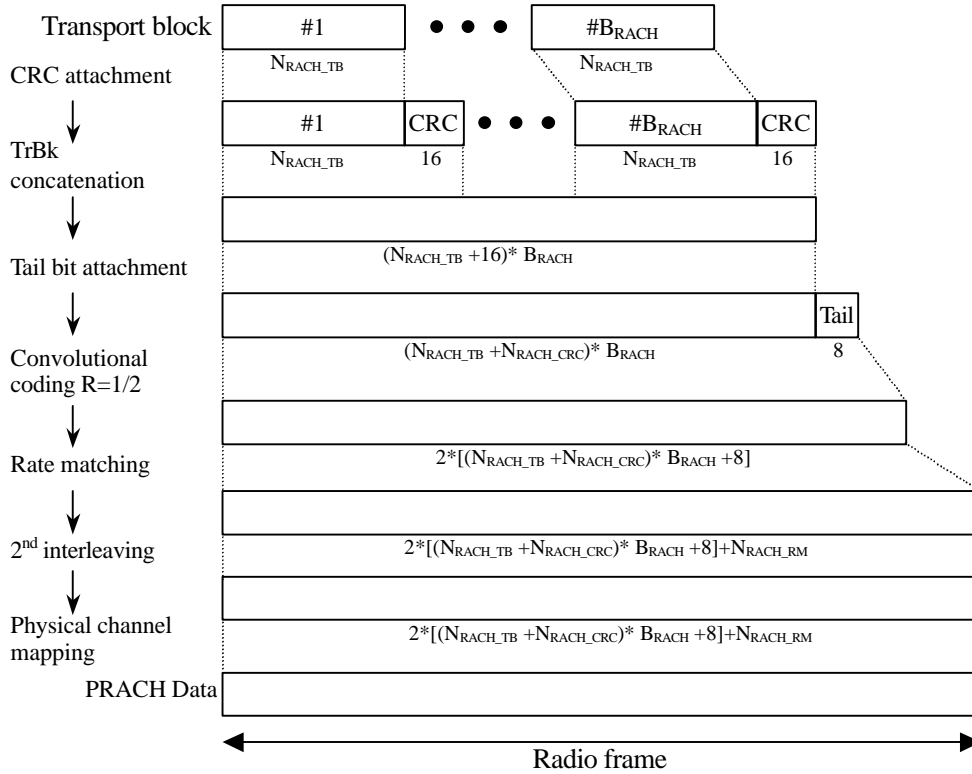 Transport block
#1
• • •
#B_RACH
N_RACH_TB
N_RACH_TB
CRC attachment
#1
CRC
• • •
#B_RACH
CRC
N_RACH_TB
16
N_RACH_TB
16
TrBk
concatenation
(N_RACH_TB +16)* B_RACH
Tail bit attachment
Tail
(N_RACH_TB +N_RACH_CRC)* B_RACH
8
Convolutional
coding R=1/2
2*[(N_RACH_TB +N_RACH_CRC)* B_RACH +8]
Rate matching
2*[(N_RACH_TB +N_RACH_CRC)* B_RACH +8]+N_RACH_RM
2nd interleaving
2*[(N_RACH_TB +N_RACH_CRC)* B_RACH +8]+N_RACH_RM
Physical channel
mapping
PRACH Data
Radio frame